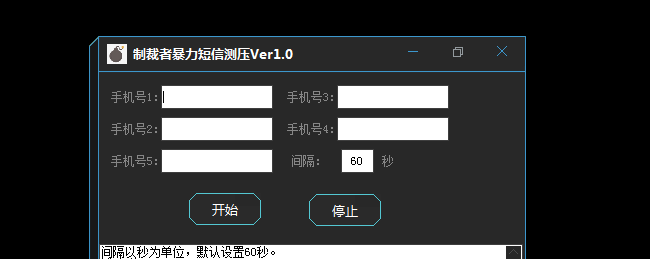 制裁者暴力短信测压Ver1.0
手机号1: 手机号3:
手机号2: 手机号4:
手机号5: 间隔: 60 秒
开始 停止
间隔以秒为单位，默认设置60秒。